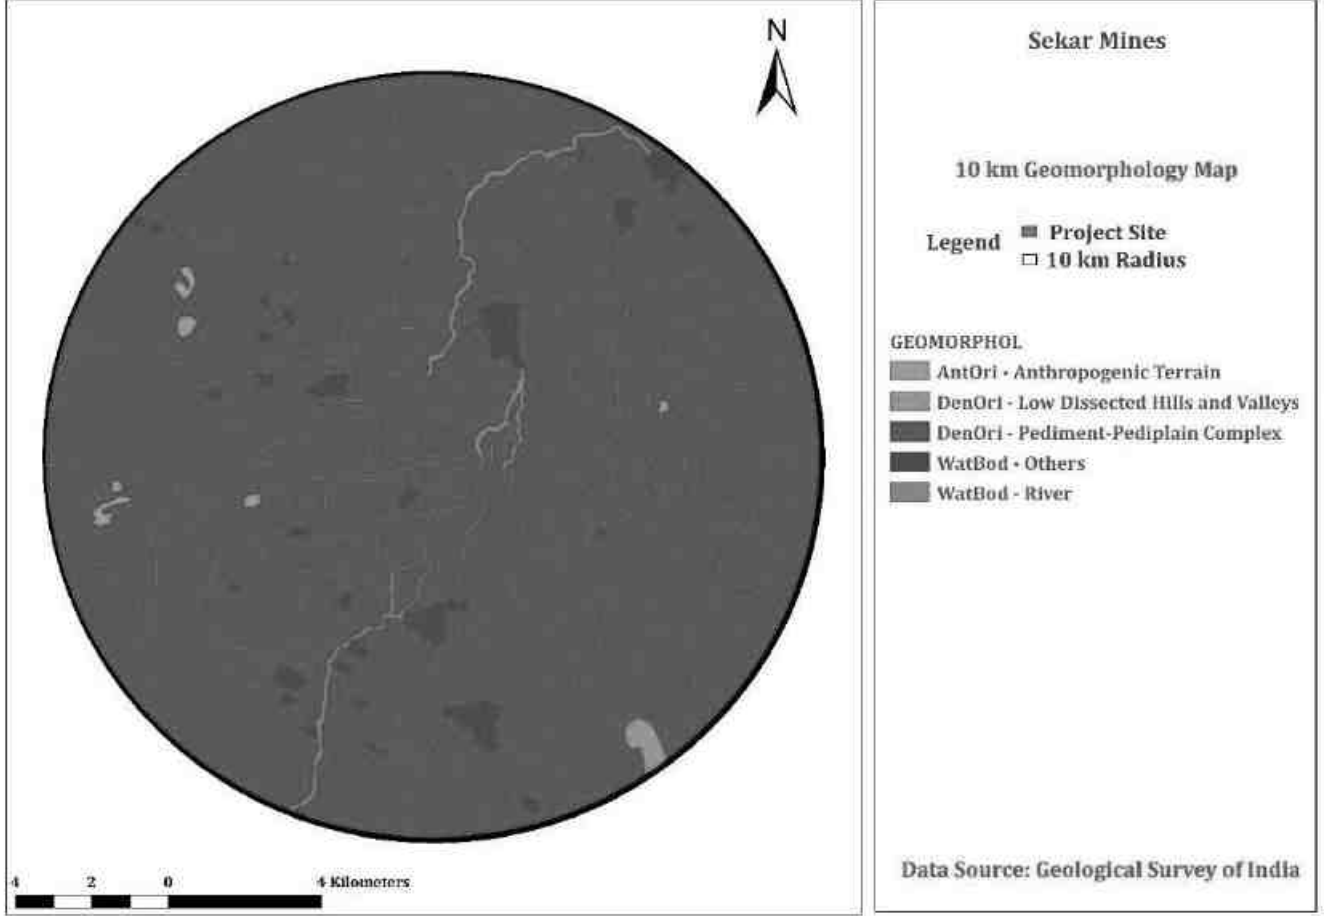 N
Sekar Mines
10 km Geomorphology Map
Legend
Project Site
10 km Radius
GEOMORPHOL
AntOri - Anthropogenic Terrain
DenOri - Low Dissected Hills and Valleys
DenOri - Pediment-Pediplain Complex
WatBod - Others
WatBod - River
4 2 0 4 Kilometers
Data Source: Geological Survey of India